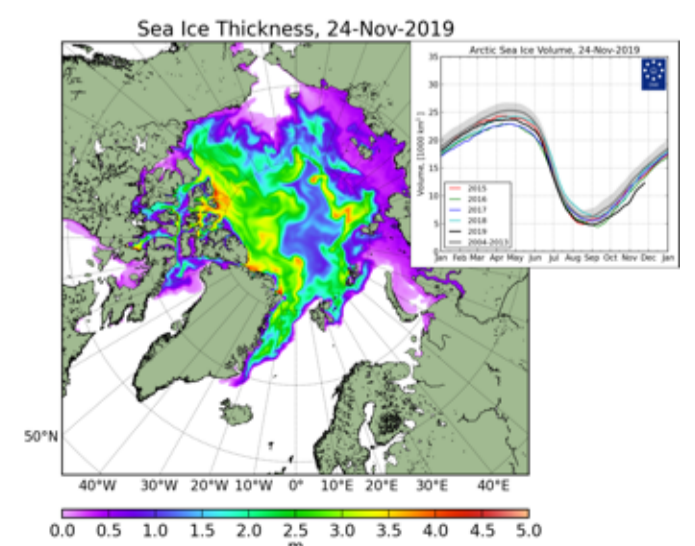 Sea Ice Thickness, 24-Nov-2019
Arctic Sea Ice Volume, 24-Nov-2019
35
30
25
20
15
10
5
0
Volume, [1000 km³]
2015
2016
2017
2018
2019
2004-2013
Jan Feb Mar Apr May Jun Jul Aug Sep Oct Nov Dec Jan
50°N
40°W 30°W 20°W 10°W 0° 10°E 20°E 30°E 40°E
0.0 0.5 1.0 1.5 2.0 2.5 3.0 3.5 4.0 4.5 5.0
m